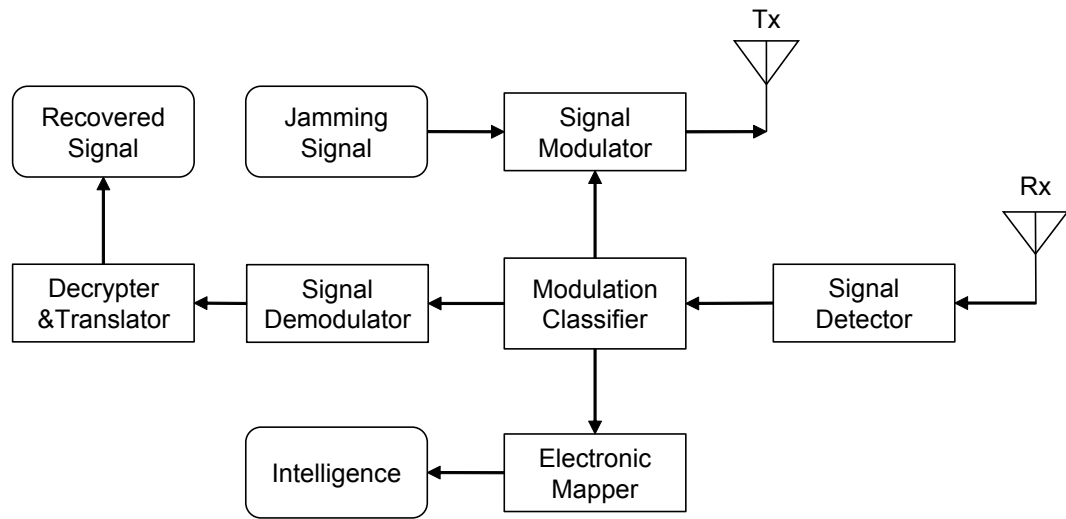 Tx
Recovered
Signal
Jamming
Signal
Signal
Modulator
Rx
Decrypter
&Translator
Signal
Demodulator
Modulation
Classifier
Signal
Detector
Intelligence
Electronic
Mapper